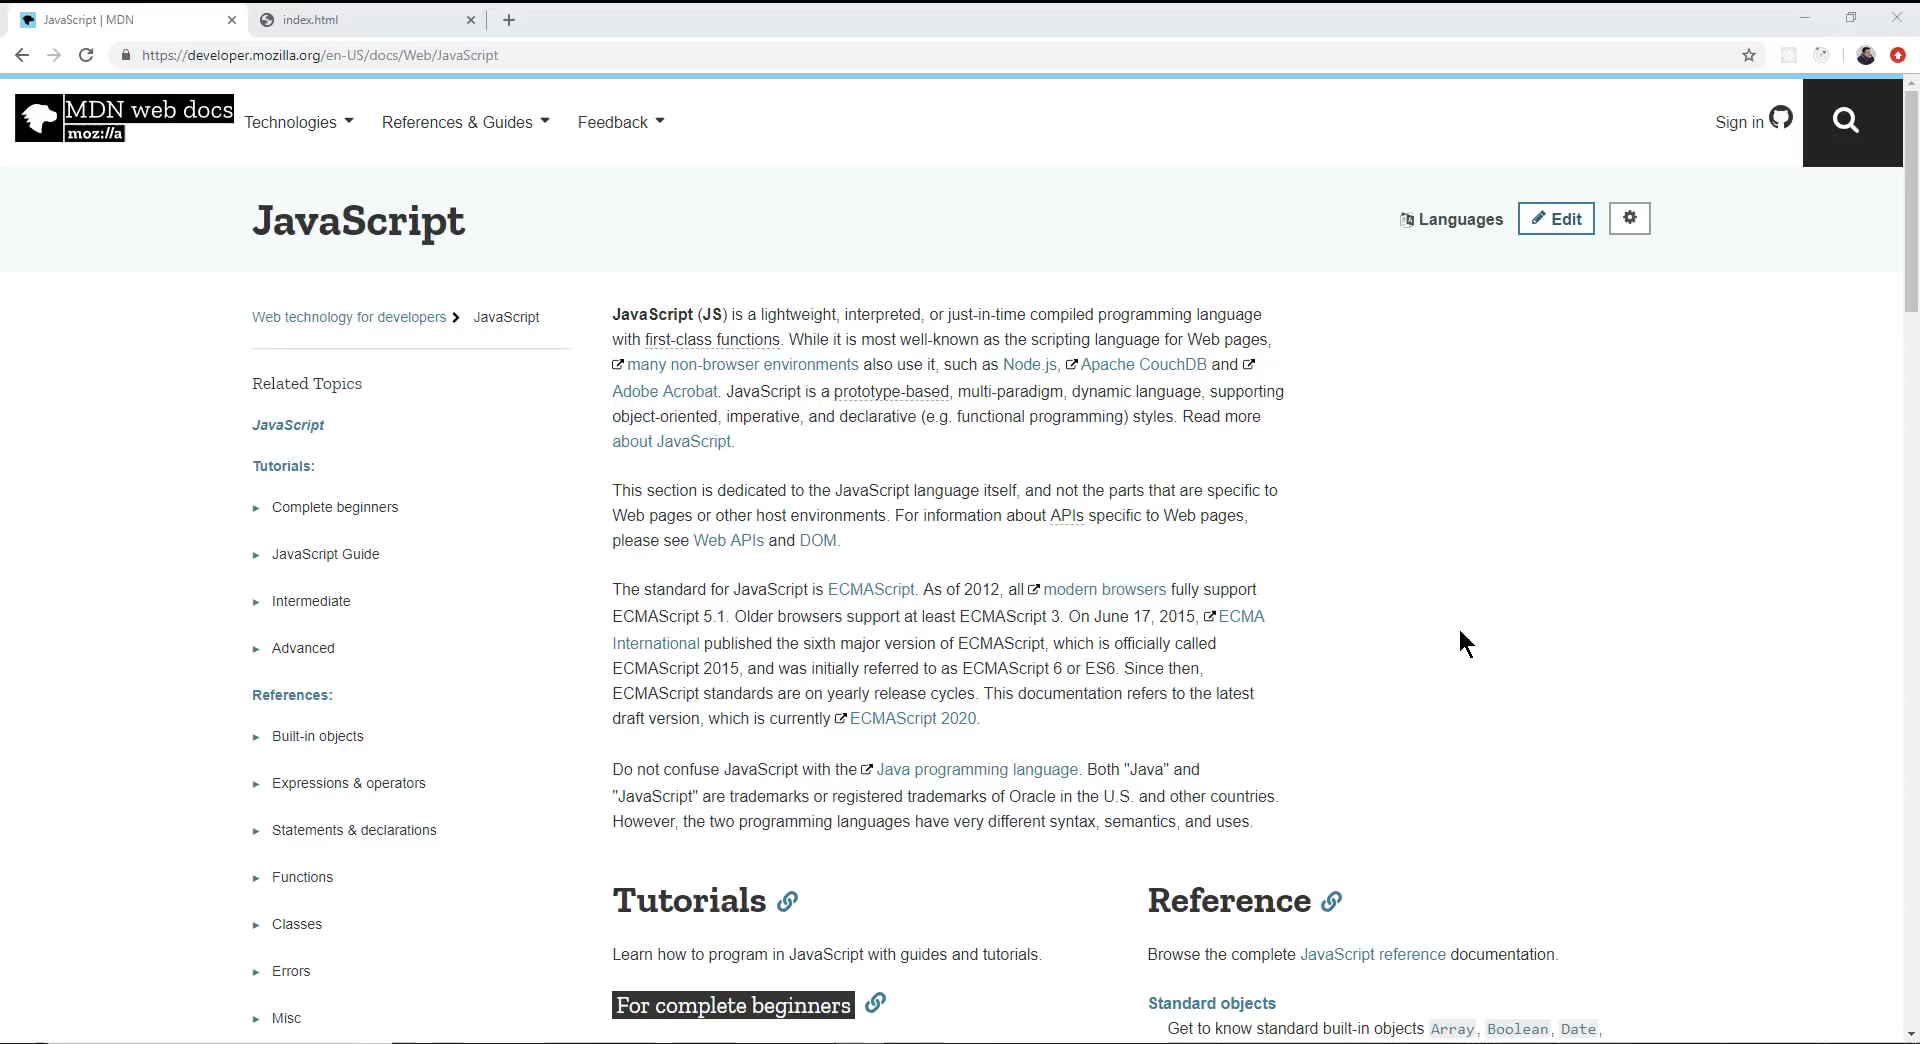 JavaScript | MDN
index.html
https://developer.mozilla.org/en-US/docs/Web/JavaScript
MDN web docs
moz://a
Technologies
References & Guides
Feedback
Sign in
JavaScript
Languages
Edit
Web technology for developers
JavaScript
Related Topics
JavaScript
Tutorials:
Complete beginners
JavaScript Guide
Intermediate
Advanced
References:
Built-in objects
Expressions & operators
Statements & declarations
Functions
Classes
Errors
Misc
JavaScript (JS) is a lightweight, interpreted, or just-in-time compiled programming language
with first-class functions. While it is most well-known as the scripting language for Web pages,
many non-browser environments also use it, such as Node.js, Apache CouchDB and
Adobe Acrobat. JavaScript is a prototype-based, multi-paradigm, dynamic language, supporting
object-oriented, imperative, and declarative (e.g. functional programming) styles. Read more
about JavaScript.
This section is dedicated to the JavaScript language itself, and not the parts that are specific to
Web pages or other host environments. For information about APIs specific to Web pages,
please see Web APIs and DOM.
The standard for JavaScript is ECMAScript. As of 2012, all modern browsers fully support
ECMAScript 5.1. Older browsers support at least ECMAScript 3. On June 17, 2015, ECMA
International published the sixth major version of ECMAScript, which is officially called
ECMAScript 2015, and was initially referred to as ECMAScript 6 or ES6. Since then,
ECMAScript standards are on yearly release cycles. This documentation refers to the latest
draft version, which is currently ECMAScript 2020.
Do not confuse JavaScript with the Java programming language. Both "Java" and
"JavaScript" are trademarks or registered trademarks of Oracle in the U.S. and other countries.
However, the two programming languages have very different syntax, semantics, and uses.
Tutorials
Learn how to program in JavaScript with guides and tutorials.
For complete beginners
Reference
Browse the complete JavaScript reference documentation.
Standard objects
Get to know standard built-in objects Array, Boolean, Date,